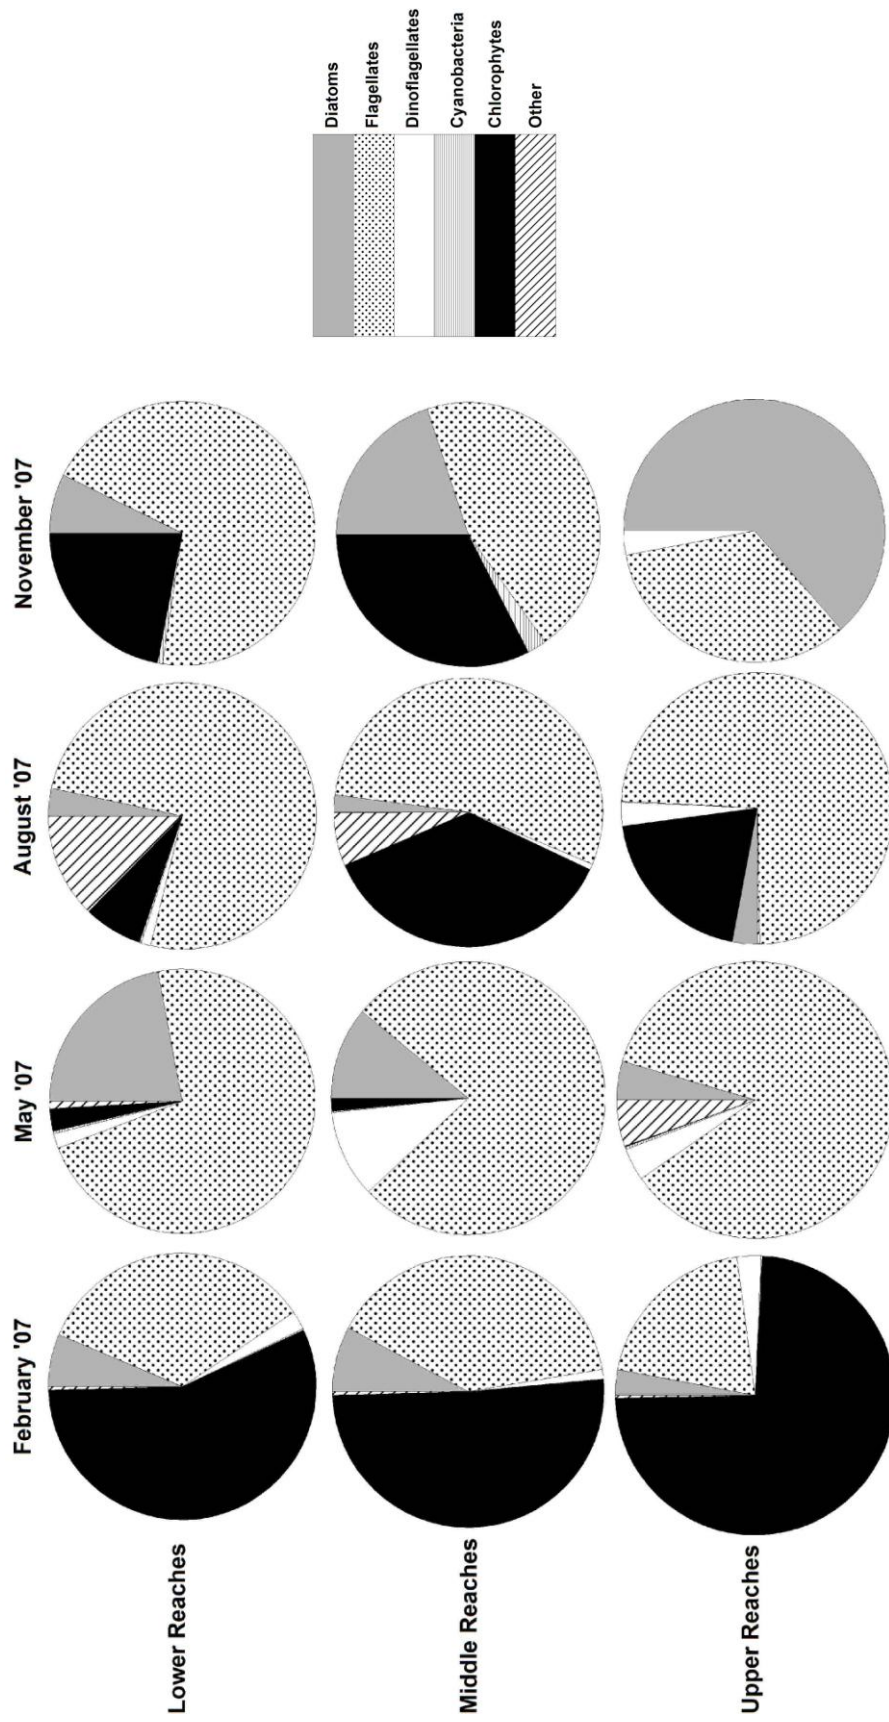 February '07
May '07
August '07
November '07
Lower Reaches
Middle Reaches
Upper Reaches
Diatoms
Flagellates
Dinoflagellates
Cyanobacteria
Chlorophytes
Other